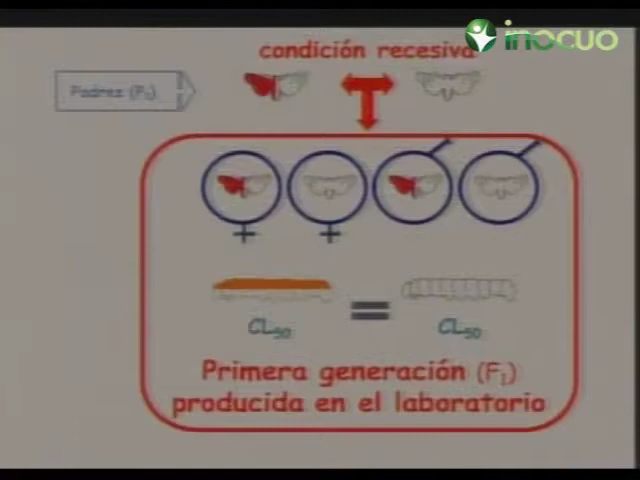 inocuo
condición recesiva
Padres (P₁)
CL₅₀
CL₅₀
Primera generación (F₁)
producida en el laboratorio